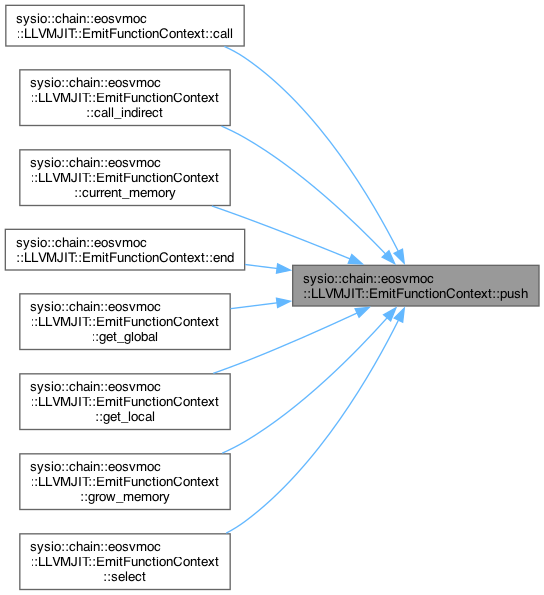 sysio::chain::eosvmoc
::LLVMJIT::EmitFunctionContext::call
sysio::chain::eosvmoc
::LLVMJIT::EmitFunctionContext
::call_indirect
sysio::chain::eosvmoc
::LLVMJIT::EmitFunctionContext
::current_memory
sysio::chain::eosvmoc
::LLVMJIT::EmitFunctionContext::end
sysio::chain::eosvmoc
::LLVMJIT::EmitFunctionContext::push
sysio::chain::eosvmoc
::LLVMJIT::EmitFunctionContext
::get_global
sysio::chain::eosvmoc
::LLVMJIT::EmitFunctionContext
::get_local
sysio::chain::eosvmoc
::LLVMJIT::EmitFunctionContext
::grow_memory
sysio::chain::eosvmoc
::LLVMJIT::EmitFunctionContext
::select